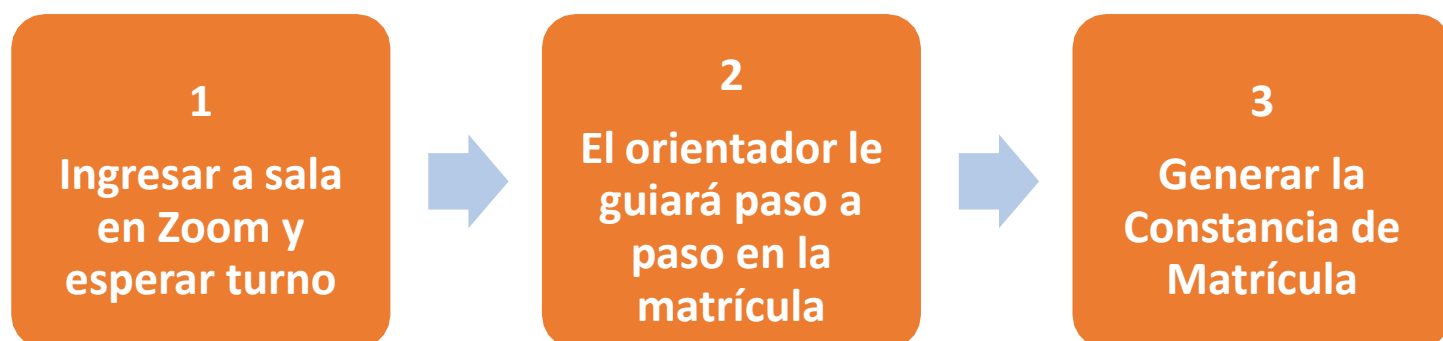 1
Ingresar a sala
en Zoom y
esperar turno
2
El orientador le
guiará paso a
paso en la
matrícula
3
Generar la
Constancia de
Matrícula